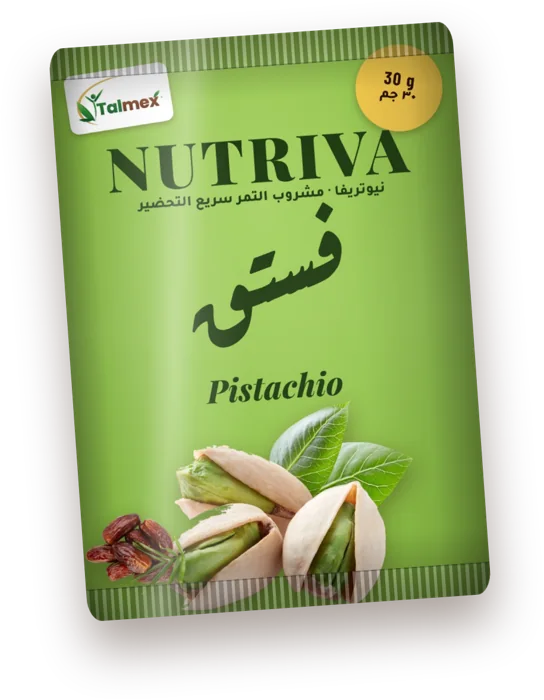 Talmex
30 g
٣٠ جم
NUTRIVA
نيوتريفا · مشروب التمر سريع التحضير
فستق
Pistachio